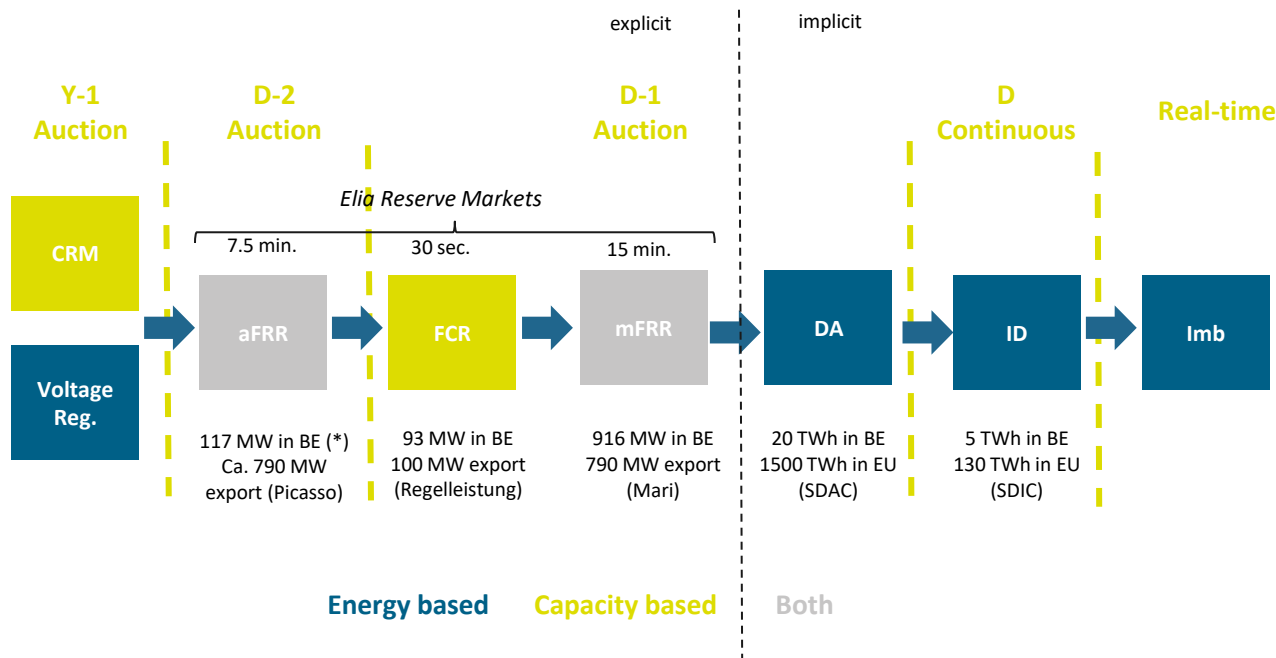 explicit
implicit
Y-1
Auction
D-2
Auction
D-1
Auction
D
Continuous
Real-time
Elia Reserve Markets
7.5 min.
30 sec.
15 min.
CRM
Voltage
Reg.
aFRR
FCR
mFRR
DA
ID
Imb
117 MW in BE (*)
Ca. 790 MW
export (Picasso)
93 MW in BE
100 MW export
(Regelleistung)
916 MW in BE
790 MW export
(Mari)
20 TWh in BE
1500 TWh in EU
(SDAC)
5 TWh in BE
130 TWh in EU
(SDIC)
Energy based
Capacity based
Both